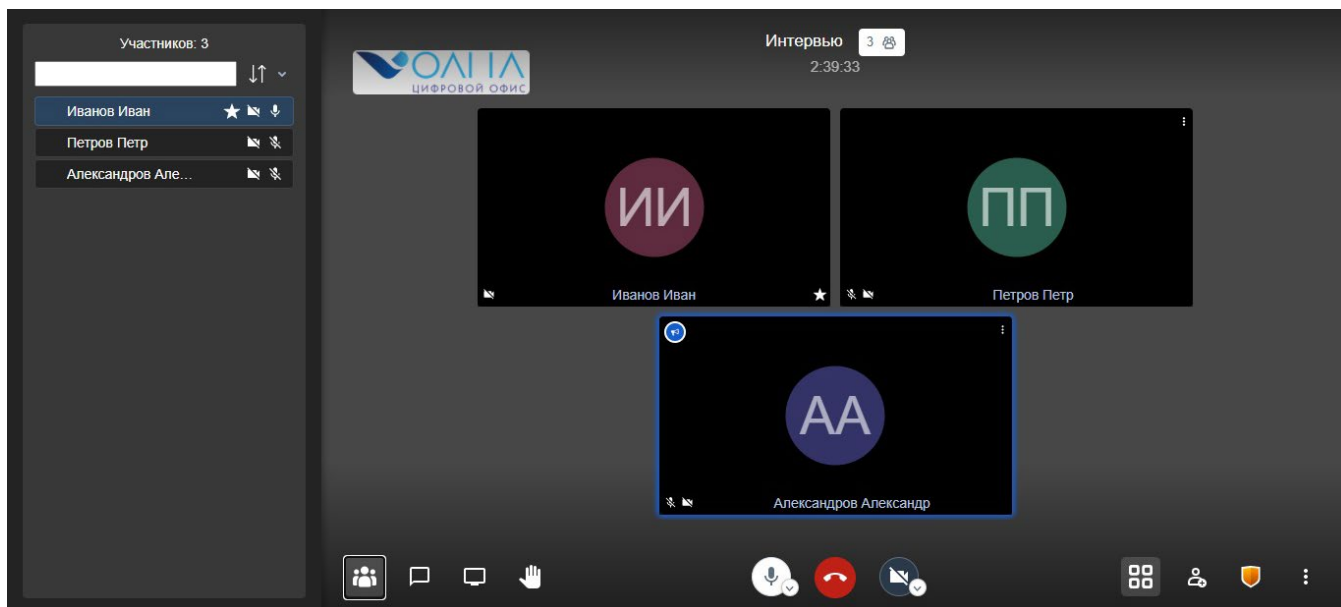 Участников: 3
Иванов Иван
Петров Петр
Александров Але...
ЦИФРОВОЙ ОФИС
Интервью 3
2:39:33
ИИ
Иванов Иван
ПП
Петров Петр
АА
Александров Александр